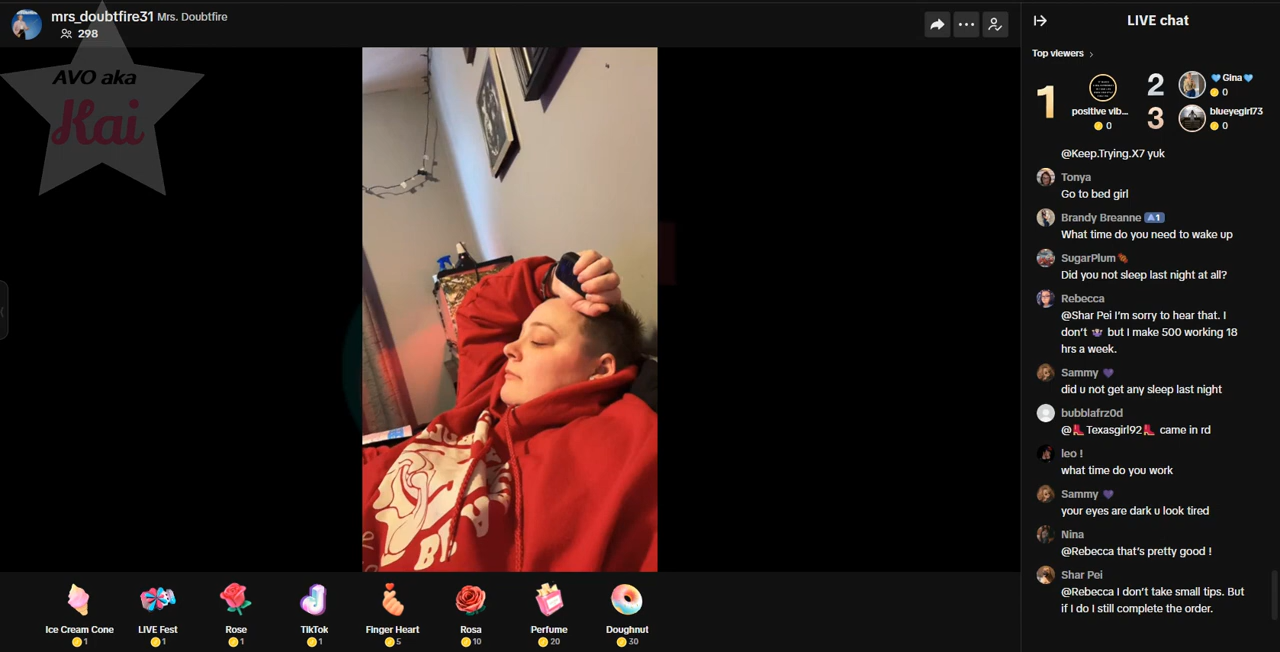 mrs_doubtfire31 Mrs. Doubtfire
298
AVO aka
Kai
LIVE chat
Top viewers >
1
positive vib...
0
2
💙Gina💙
0
3
blueyegirl73
0
@Keep.Trying.X7 yuk
Tonya
Go to bed girl
Brandy Breanne 1
What time do you need to wake up
SugarPlum
Did you not sleep last night at all?
Rebecca
@Shar Pei I'm sorry to hear that. I
don't but I make 500 working 18
hrs a week.
Sammy 💜
did u not get any sleep last night
bubblafrz0d
@👢Texasgirl92👢 came in rd
leo !
what time do you work
Sammy 💜
your eyes are dark u look tired
Nina
@Rebecca that's pretty good !
Shar Pei
@Rebecca I don't take small tips. But
if I do I still complete the order.
Ice Cream Cone
1
LIVE Fest
1
Rose
1
TikTok
1
Finger Heart
5
Rosa
10
Perfume
20
Doughnut
30